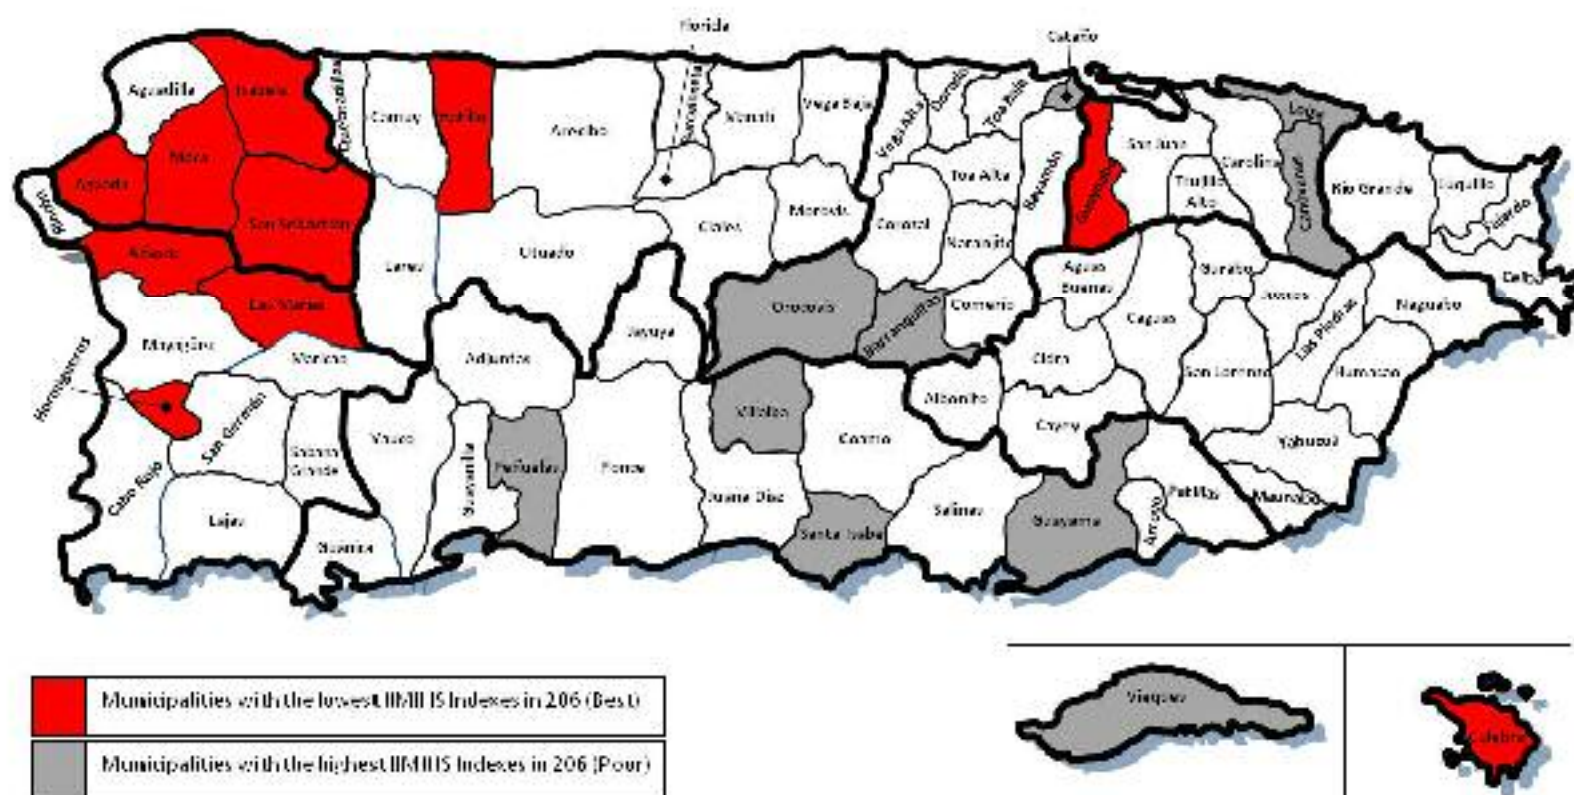 Florida
Cataño
Aguadilla
Isabela
Quebradillas
Camuy
Hatillo
Arecibo
Barceloneta
Manatí
Vega Baja
Vega Alta
Dorado
Toa Baja
Bayamón
Guaynabo
San Juan
Trujillo
Alto
Carolina
Loiza
Canóvanas
Río Grande
Luquillo
Fajardo
Ceiba
Rincón
Aguada
Moca
San Sebastián
Añasco
Las Marías
Lares
Utuado
Ciales
Morovis
Corozal
Toa Alta
Naranjito
Orocovis
Barranquitas
Comerío
Aguas
Buenas
Gurabo
Juncos
Las Piedras
Naguabo
Mayagüez
Maricao
Adjuntas
Jayuya
Cidra
Caguas
San Lorenzo
Humacao
Hormigueros
San Germán
Sabana
Grande
Yauco
Guayanilla
Peñuelas
Ponce
Villalba
Juana Díaz
Coamo
Aibonito
Cayey
Yabucoa
Cabo Rojo
Lajas
Guánica
Santa Isabel
Salinas
Guayama
Arroyo
Patillas
Maunabo
Vieques
Culebra
Municipalities with the lowest IIMIHS Indexes in 206 (Best)
Municipalities with the highest IIMIHS Indexes in 206 (Poor)